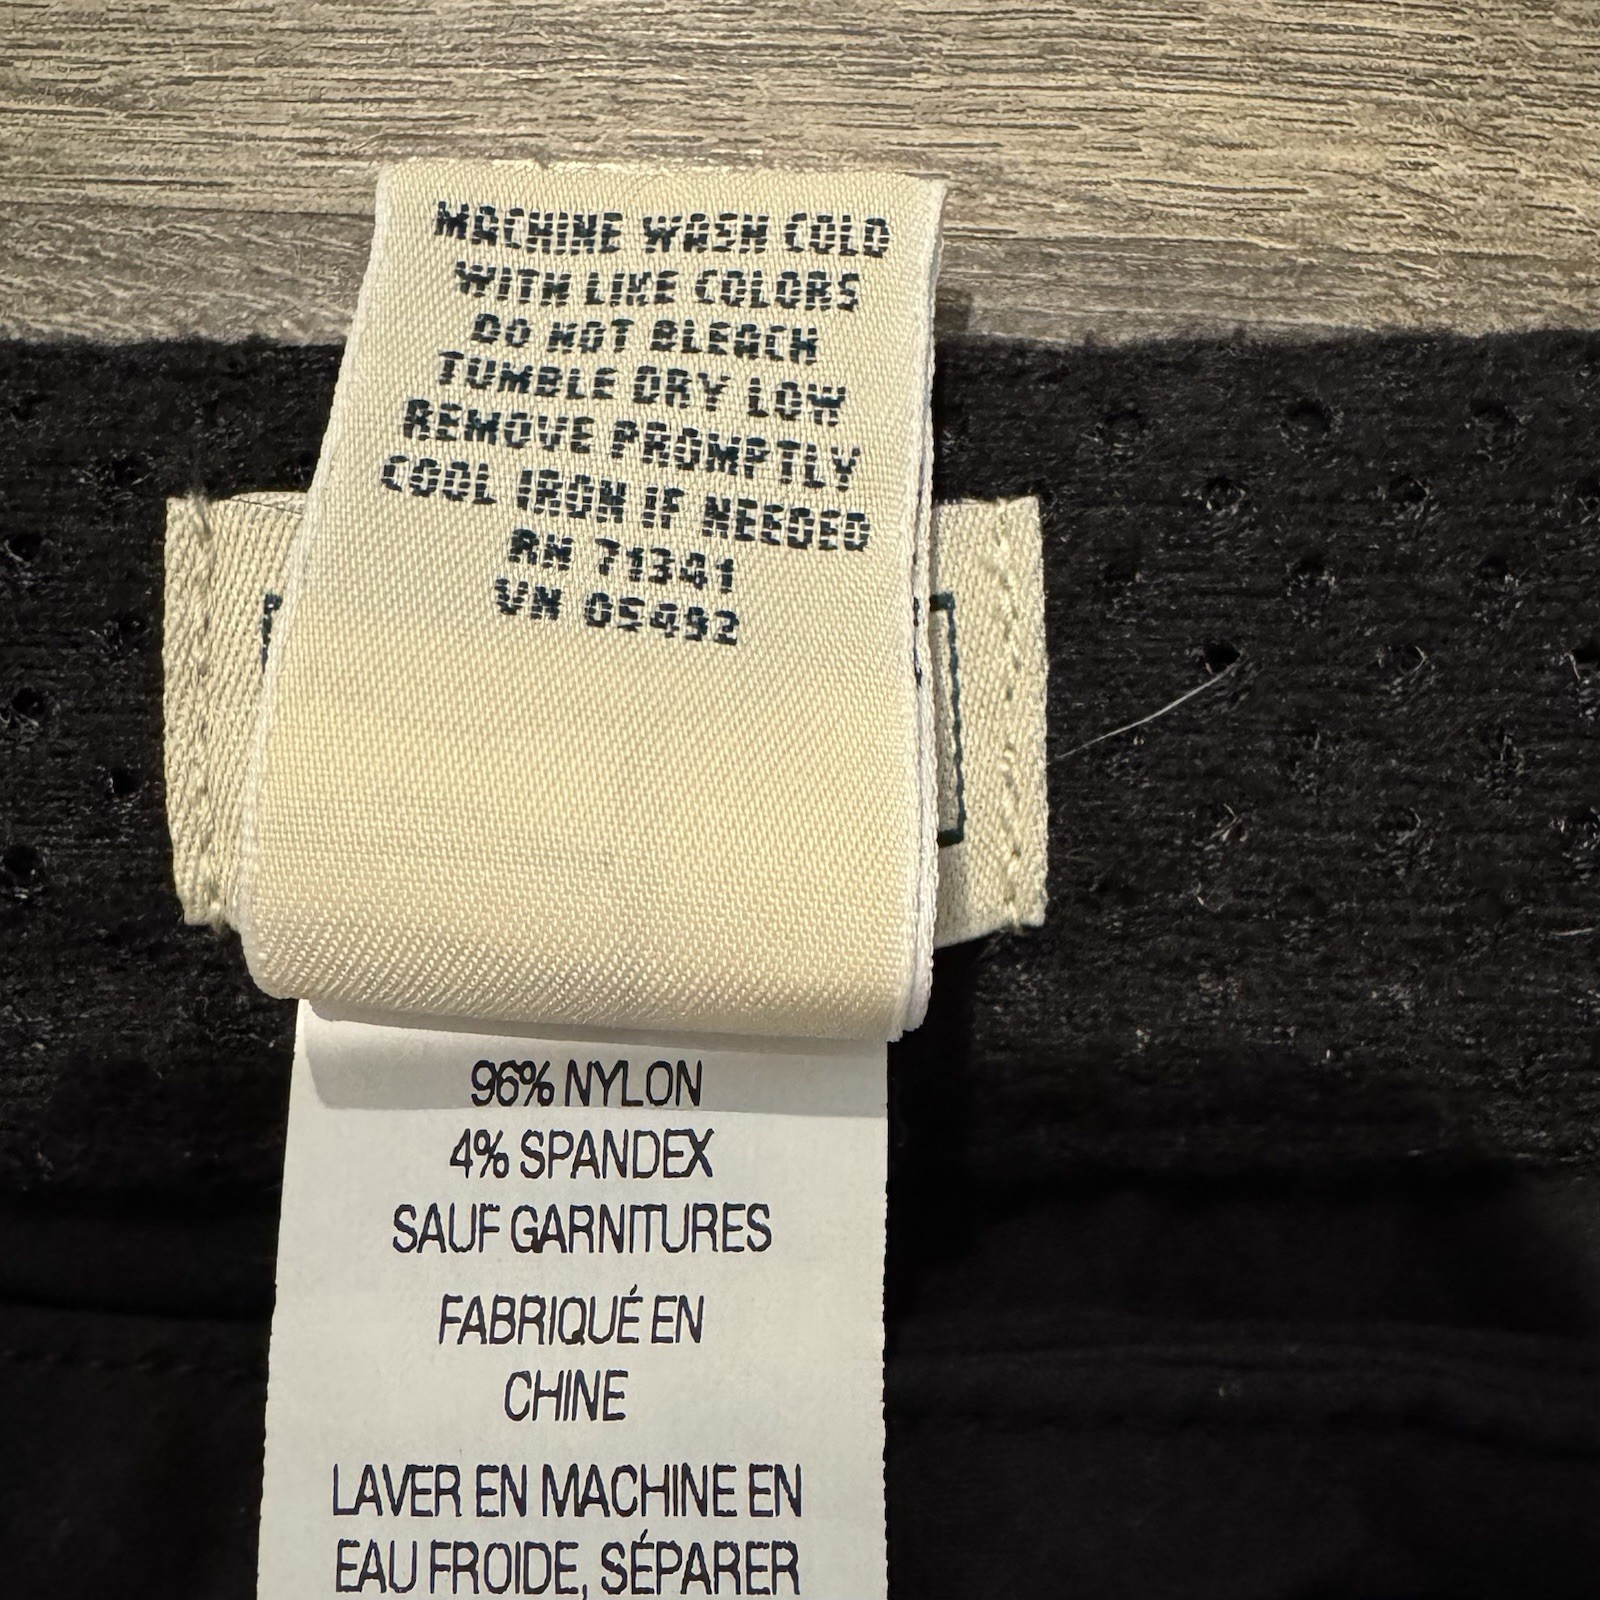 MACHINE WASH COLD
WITH LIKE COLORS
DO NOT BLEACH
TUMBLE DRY LOW
REMOVE PROMPTLY
COOL IRON IF NEEDED
RN 71341
VN 05492
96% NYLON
4% SPANDEX
SAUF GARNITURES
FABRIQUÉ EN
CHINE
LAVER EN MACHINE EN
EAU FROIDE, SÉPARER